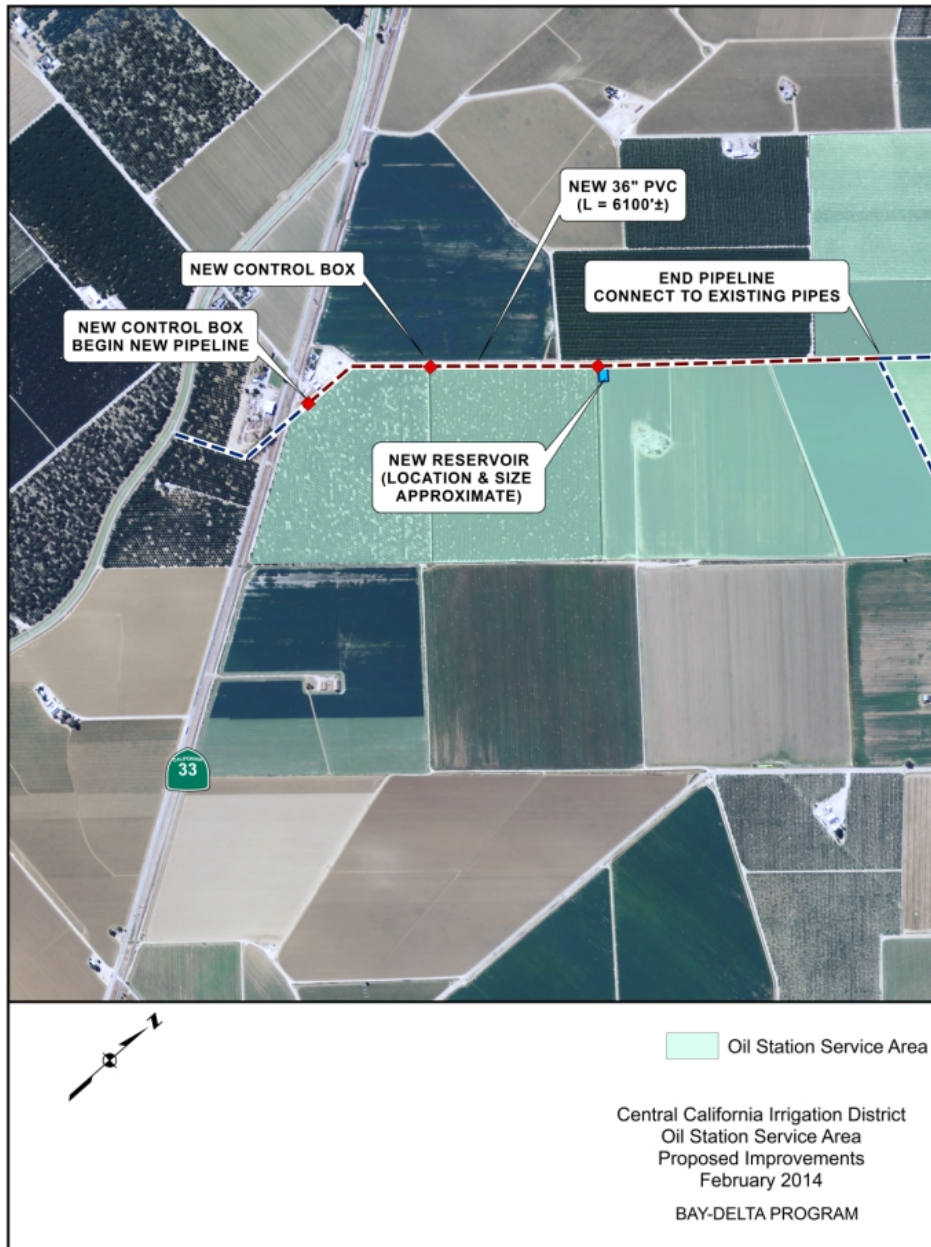 NEW 36" PVC
(L = 6100'±)
NEW CONTROL BOX
END PIPELINE
CONNECT TO EXISTING PIPES
NEW CONTROL BOX
BEGIN NEW PIPELINE
NEW RESERVOIR
(LOCATION & SIZE
APPROXIMATE)
CALIFORNIA
33
N
Oil Station Service Area
Central California Irrigation District
Oil Station Service Area
Proposed Improvements
February 2014
BAY-DELTA PROGRAM